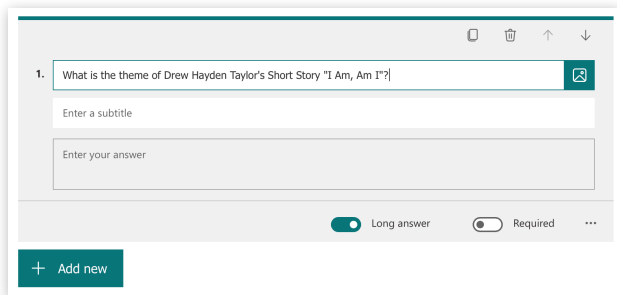 1. What is the theme of Drew Hayden Taylor's Short Story "I Am, Am I"?
Enter a subtitle
Enter your answer
Long answer Required
Add new